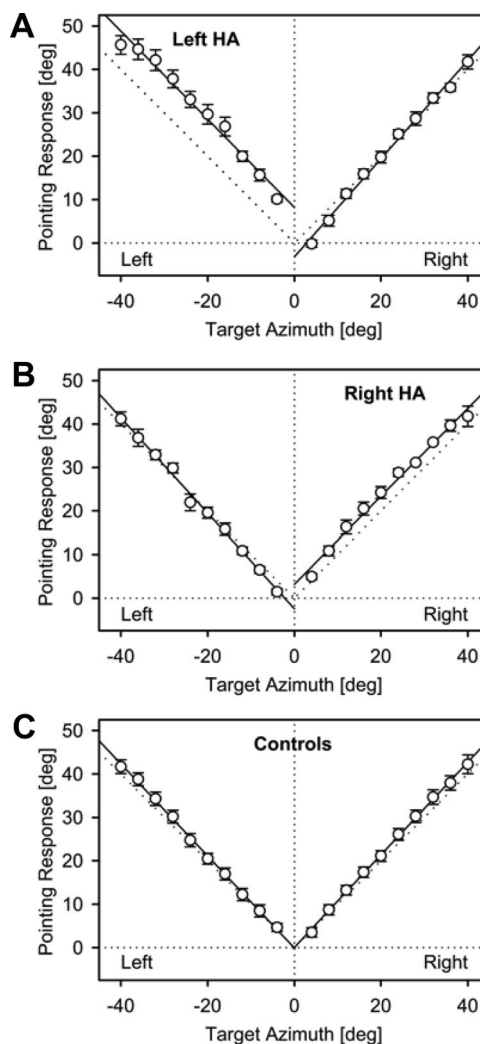 A
Left HA
Pointing Response [deg]
50
40
30
20
10
0
Left
Right
-40
-20
0
20
40
Target Azimuth [deg]
B
Right HA
Pointing Response [deg]
50
40
30
20
10
0
Left
Right
-40
-20
0
20
40
Target Azimuth [deg]
C
Controls
Pointing Response [deg]
50
40
30
20
10
0
Left
Right
-40
-20
0
20
40
Target Azimuth [deg]